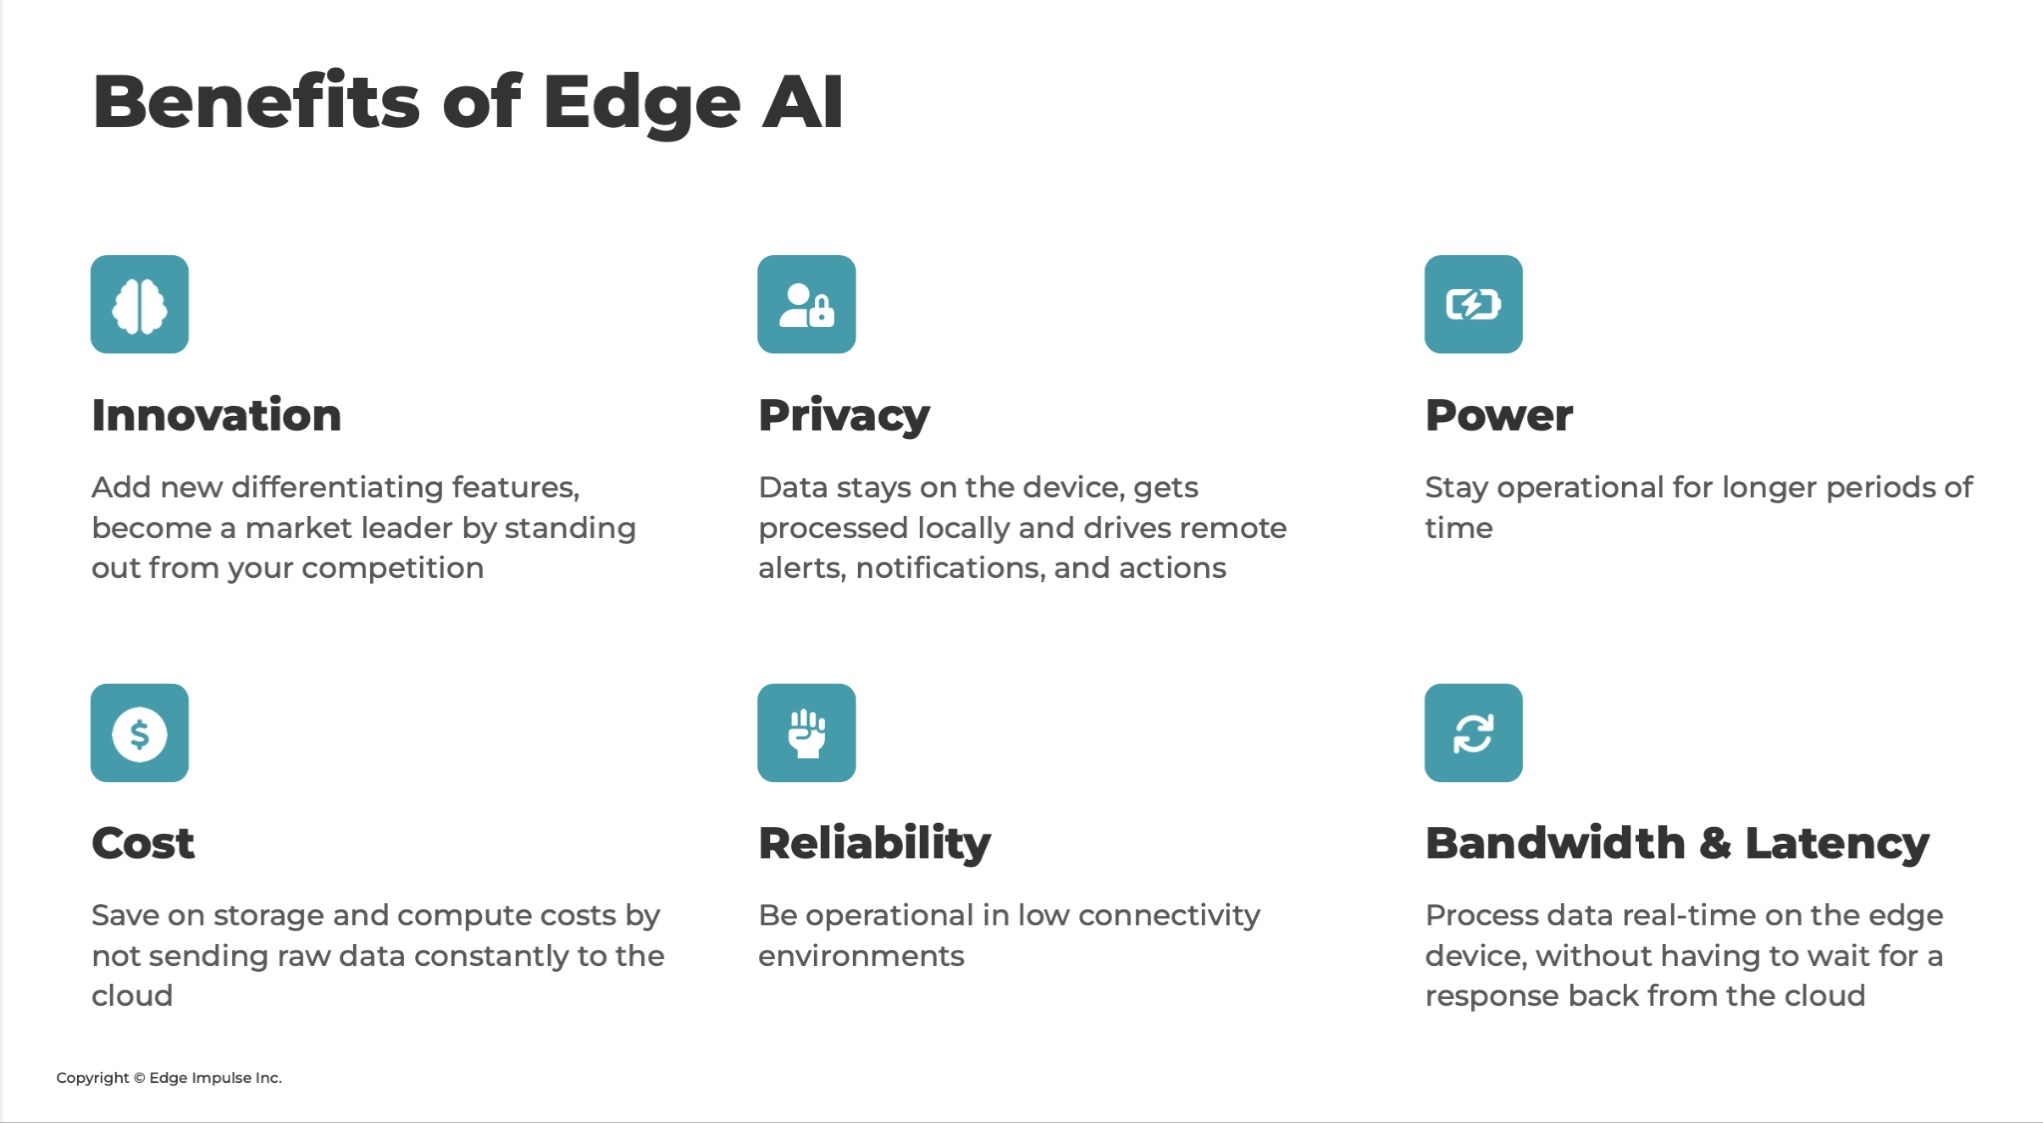 Benefits of Edge AI
Innovation
Add new differentiating features,
become a market leader by standing
out from your competition
Privacy
Data stays on the device, gets
processed locally and drives remote
alerts, notifications, and actions
Power
Stay operational for longer periods of
time
$
Cost
Save on storage and compute costs by
not sending raw data constantly to the
cloud
Reliability
Be operational in low connectivity
environments
Bandwidth & Latency
Process data real-time on the edge
device, without having to wait for a
response back from the cloud
Copyright © Edge Impulse Inc.